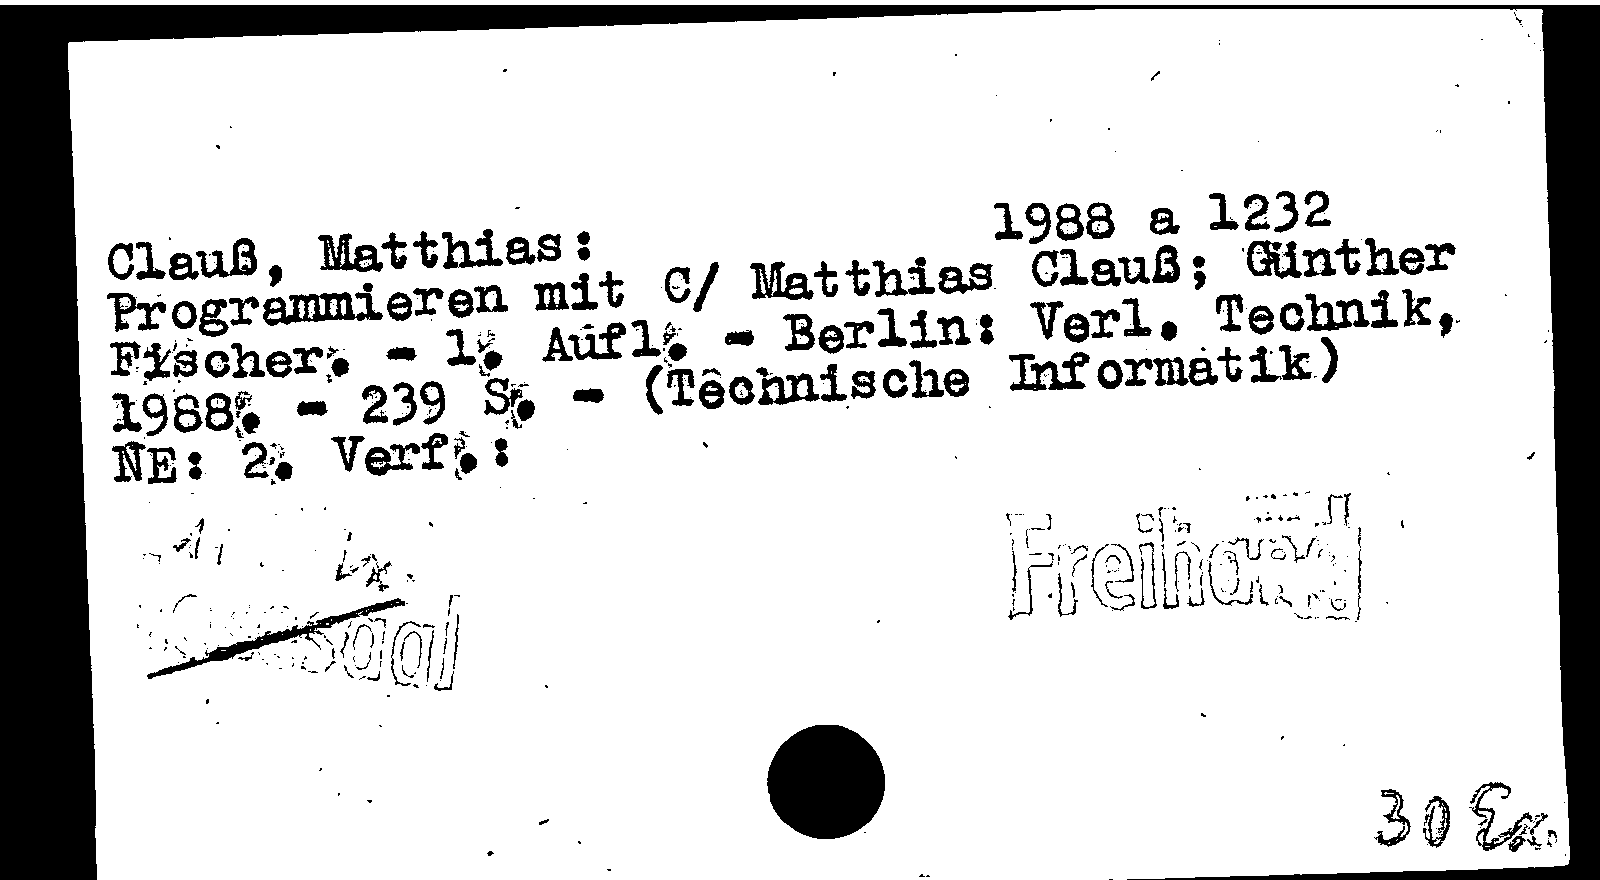 1988 a 1232
Clauß, Matthias:
Programmieren mit C/ Matthias Clauß; Günther
Fischer. - 1. Aufl. - Berlin: Verl. Technik,
1988. - 239 S. - (Technische Informatik)
NE: 2. Verf.:
Freihand
Lesesaal
30 Ex.